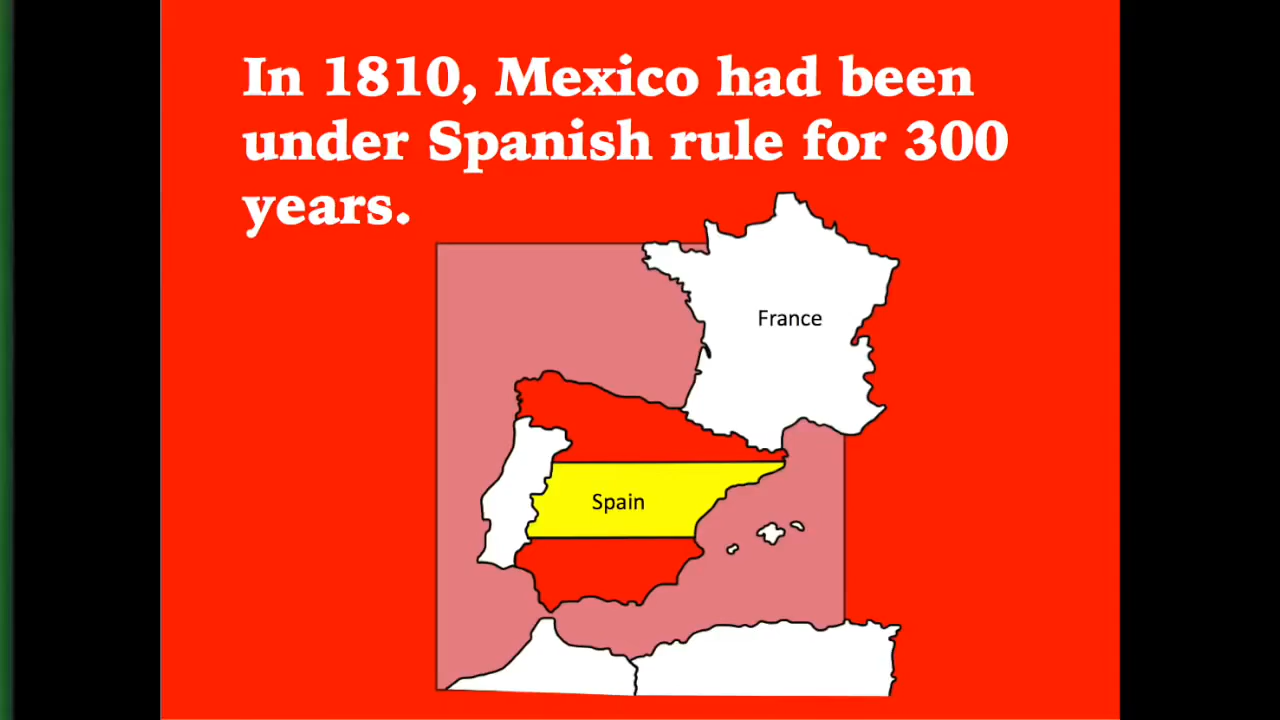 In 1810, Mexico had been
under Spanish rule for 300
years.
France
Spain